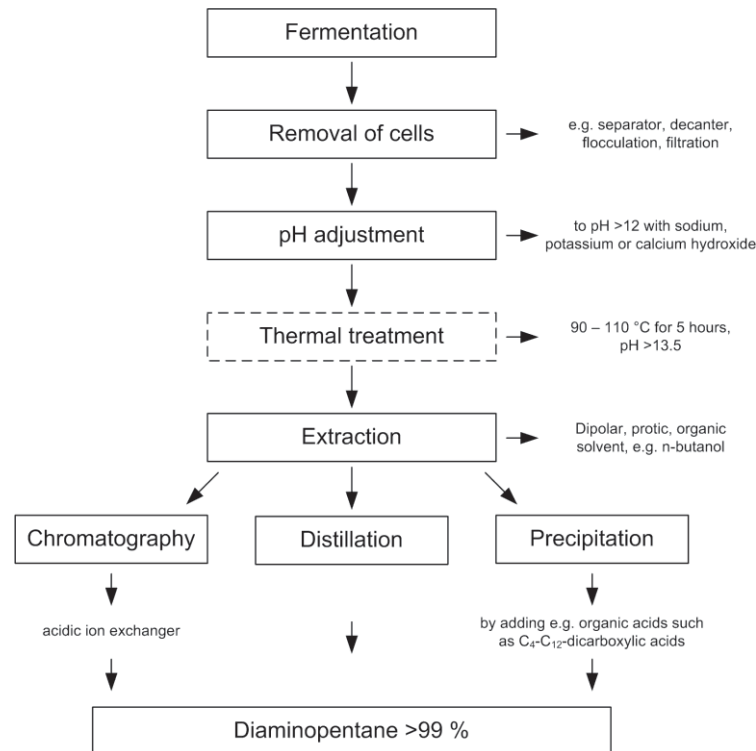 Fermentation
Removal of cells
e.g. separator, decanter,
flocculation, filtration
pH adjustment
to pH >12 with sodium,
potassium or calcium hydroxide
Thermal treatment
90 – 110 °C for 5 hours,
pH >13.5
Extraction
Dipolar, protic, organic
solvent, e.g. n-butanol
Chromatography
Distillation
Precipitation
acidic ion exchanger
by adding e.g. organic acids such
as C₄-C₁₂-dicarboxylic acids
Diaminopentane >99 %